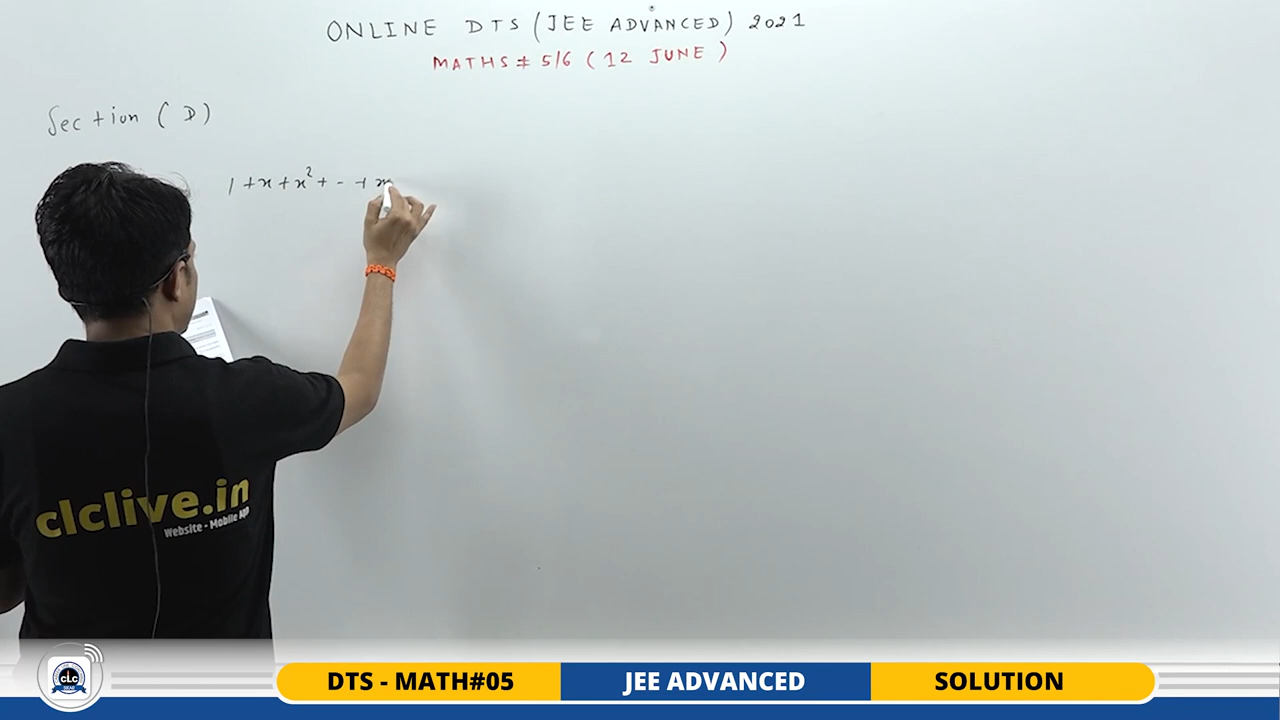 ONLINE DTS (JEE ADVANCED) 2021
MATHS # 5/6 (12 JUNE)
Section (D)
1 + x + x² + - + x
clclive.in
Website - Mobile App
CLC
DTS - MATH#05
JEE ADVANCED
SOLUTION